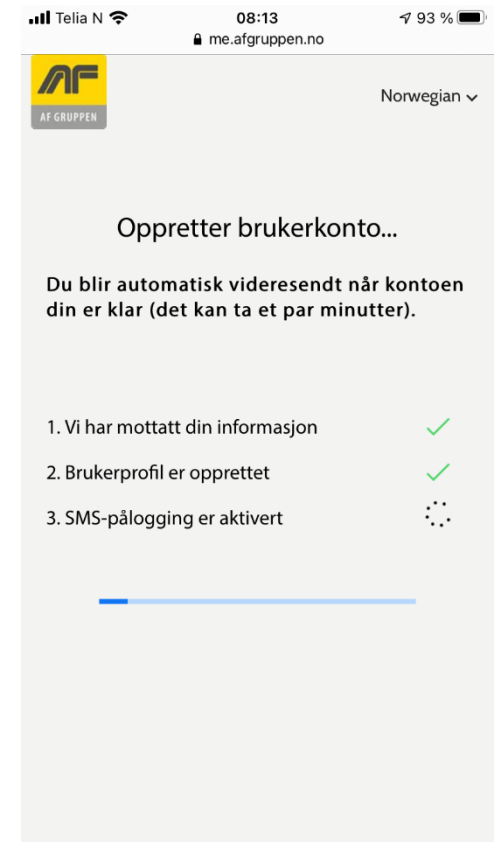 Telia N 08:13 93 %
me.afgruppen.no
AF
AF GRUPPEN
Norwegian
Oppretter brukerkonto...
Du blir automatisk videresendt når kontoen
din er klar (det kan ta et par minutter).
1. Vi har mottatt din informasjon
2. Brukerprofil er opprettet
3. SMS-pålogging er aktivert